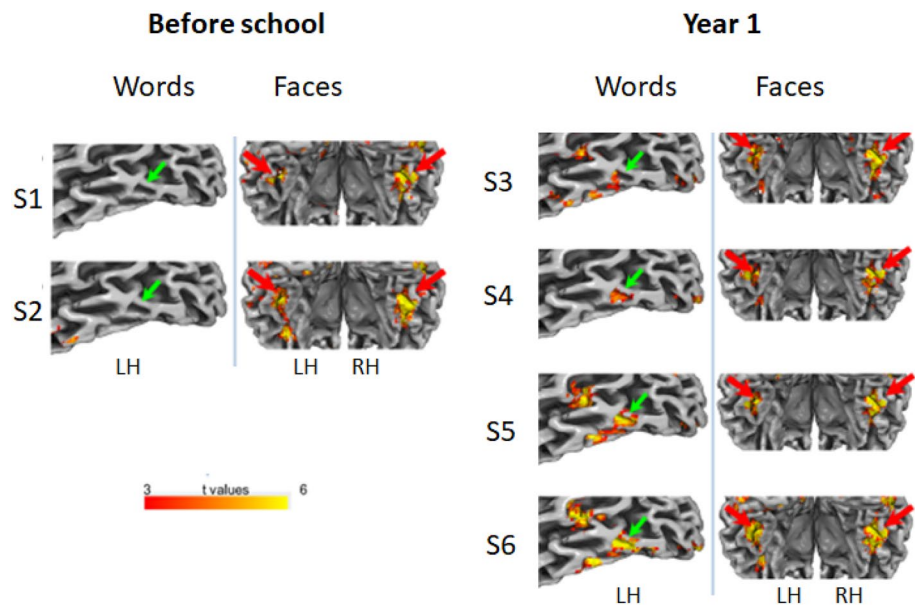 Before school
Words Faces
S1
S2
LH LH RH
3 t values 6
Year 1
Words Faces
S3
S4
S5
S6
LH LH RH